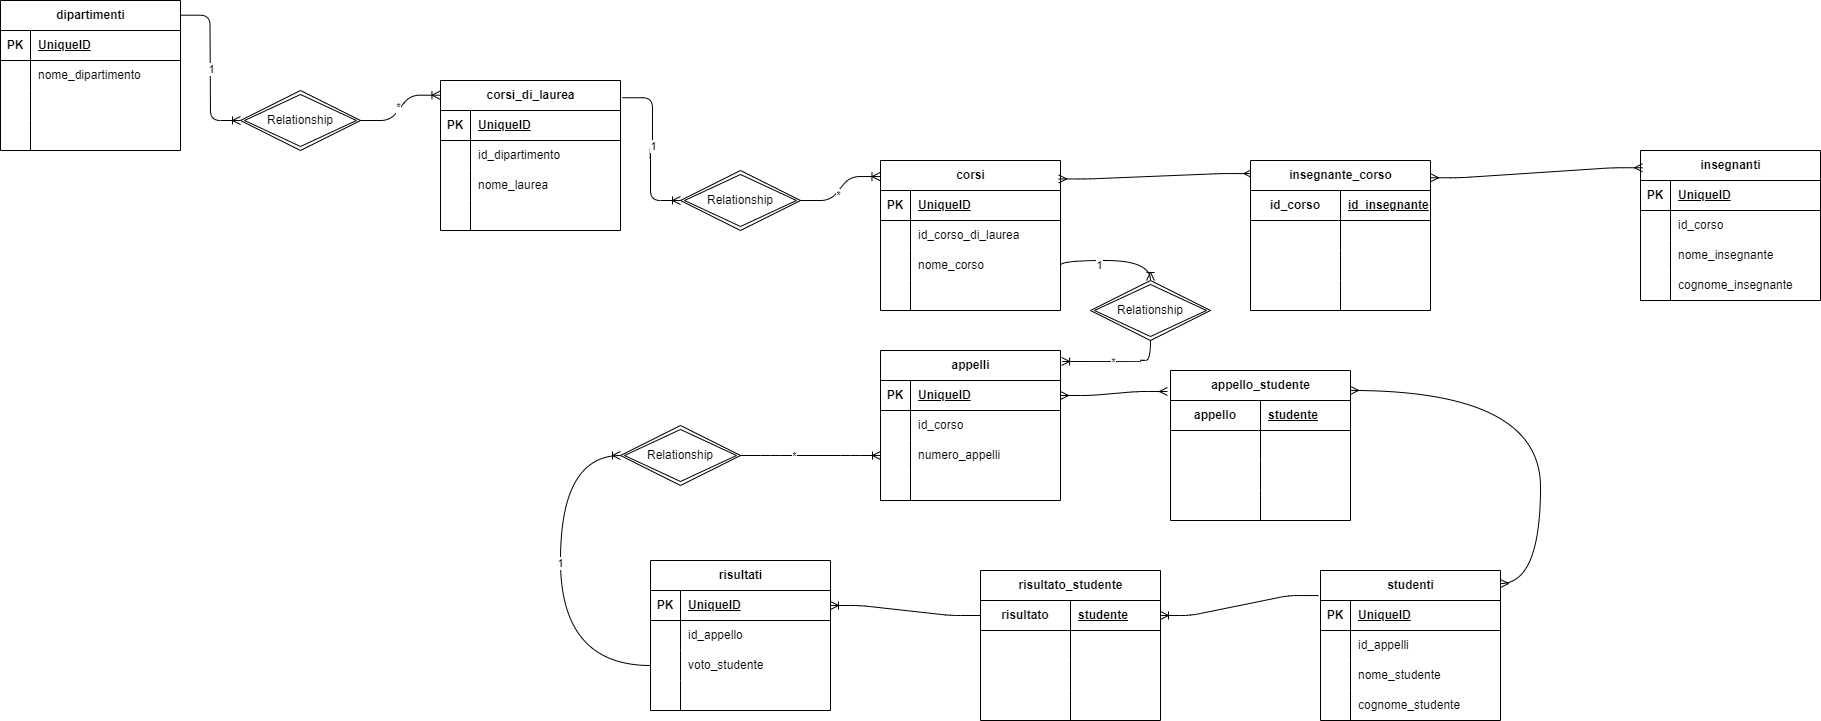 dipartimenti
PK UniqueID
nome_dipartimento
1
Relationship
*
corsi_di_laurea
PK UniqueID
id_dipartimento
nome_laurea
1
Relationship
*
corsi
PK UniqueID
id_corso_di_laurea
nome_corso
insegnante_corso
id_corso id_insegnante
insegnanti
PK UniqueID
id_corso
nome_insegnante
cognome_insegnante
1
Relationship
*
appelli
PK UniqueID
id_corso
numero_appelli
appello_studente
appello studente
Relationship
*
1
risultati
PK UniqueID
id_appello
voto_studente
risultato_studente
risultato studente
studenti
PK UniqueID
id_appelli
nome_studente
cognome_studente